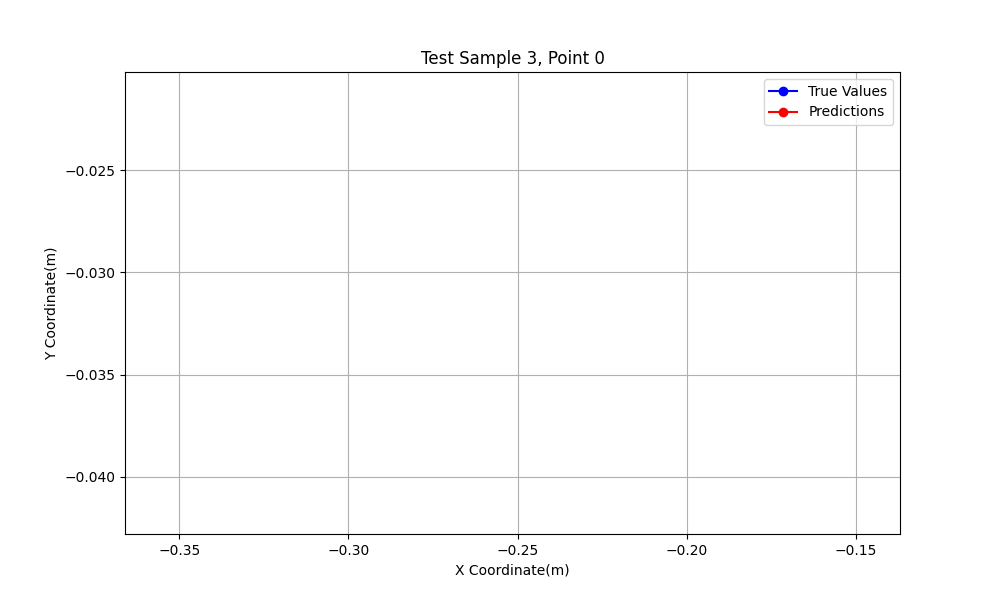 Test Sample 3, Point 0
True Values
Predictions
−0.025
−0.030
−0.035
−0.040
Y Coordinate(m)
−0.35
−0.30
−0.25
−0.20
−0.15
X Coordinate(m)